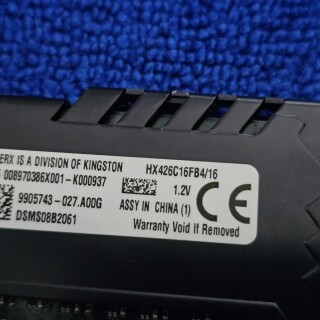 ERX IS A DIVISION OF KINGSTON HX426C16FB4/16
008970386X001-K000937 1.2V
9905743-027.A00G ASSY IN CHINA (1)
DSMS08B2061 Warranty Void If Removed
CE